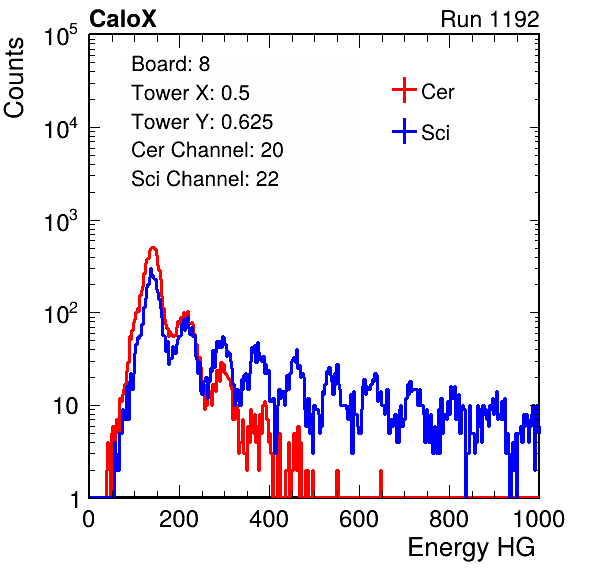 CaloX Run 1192
Counts
10^5
10^4
10^3
10^2
10
1
Board: 8
Tower X: 0.5
Tower Y: 0.625
Cer Channel: 20
Sci Channel: 22
Cer
Sci
0 200 400 600 800 1000
Energy HG